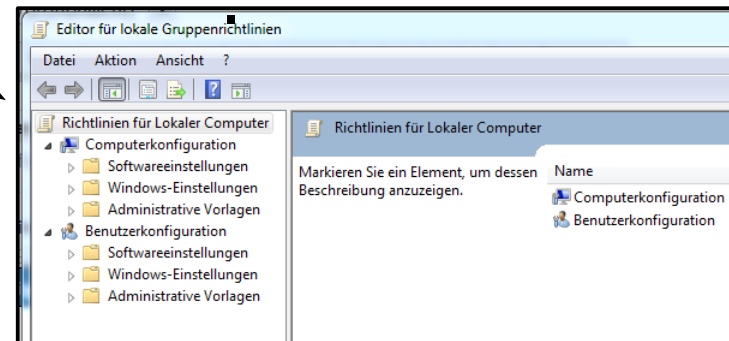 Editor für lokale Gruppenrichtlinien
Datei Aktion Ansicht ?
Richtlinien für Lokaler Computer
Computerkonfiguration
Softwareeinstellungen
Windows-Einstellungen
Administrative Vorlagen
Benutzerkonfiguration
Softwareeinstellungen
Windows-Einstellungen
Administrative Vorlagen
Richtlinien für Lokaler Computer
Markieren Sie ein Element, um dessen
Beschreibung anzuzeigen.
Name
Computerkonfiguration
Benutzerkonfiguration